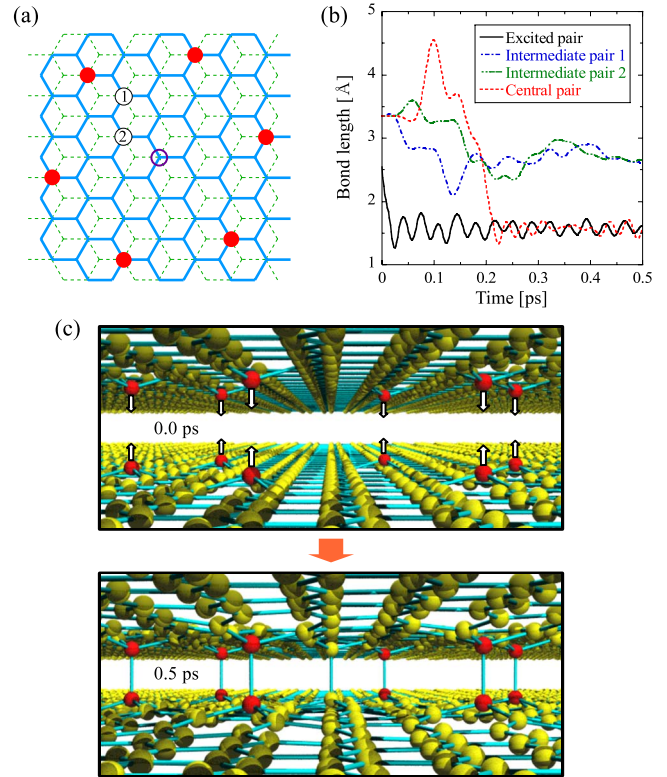 (a)
1
2
(b)
Bond length [Å]
5
4
3
2
1
Excited pair
Intermediate pair 1
Intermediate pair 2
Central pair
0 0.1 0.2 0.3 0.4 0.5
Time [ps]
(c)
0.0 ps
0.5 ps